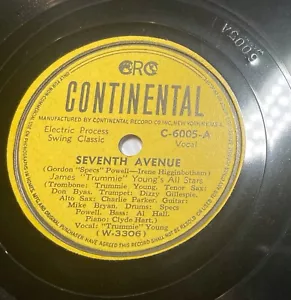 CRC
CONTINENTAL
MANUFACTURED BY CONTINENTAL RECORD CO. INC., NEW YORK
Electric Process
Swing Classic
C-6005-A
Vocal
SEVENTH AVENUE
(Gordon "Specs" Powell—Irene Higginbotham)
James "Trummie" Young's All Stars
(Trombone: Trummie Young, Tenor Sax:
Don Byas, Trumpet: Dizzy Gillespie,
Alto Sax: Charlie Parker, Guitar:
Mike Bryan, Drums: Specs
Powell, Bass: Al Hall,
Piano: Clyde Hart.)
Vocal: "Trummie" Young
(W-3306)
6005A